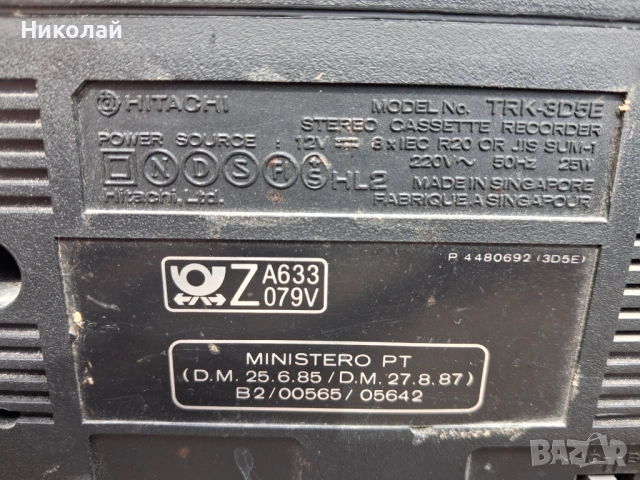 Николай
HITACHI MODEL No. TRK-3D5E
STEREO CASSETTE RECORDER
POWER SOURCE : 12V 8 x IEC R20 OR JIS SUM-1
220V~ 50Hz 25W
N D S FI +S HL2 MADE IN SINGAPORE
Hitachi, Ltd. FABRIQUE A SINGAPOUR
P 4480692 (3D5E)
Z A633
079V
MINISTERO PT
(D.M. 25.6.85 / D.M. 27.8.87)
B2/00565/05642
BAZAR